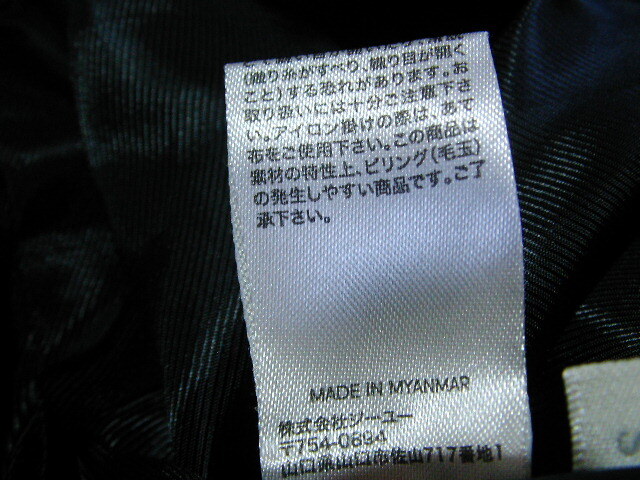 (織り糸がすべり、織り目が開く
こと)する恐れがあります。お
取り扱いには十分ご注意下さ
い。アイロン掛けの際は、あて
布をご使用下さい。この商品は
素材の特性上、ピリング(毛玉)
の発生しやすい商品です。ご了
承下さい。
MADE IN MYANMAR
株式会社ジーユー
〒754-0894
山口県山口市佐山717番地1
S